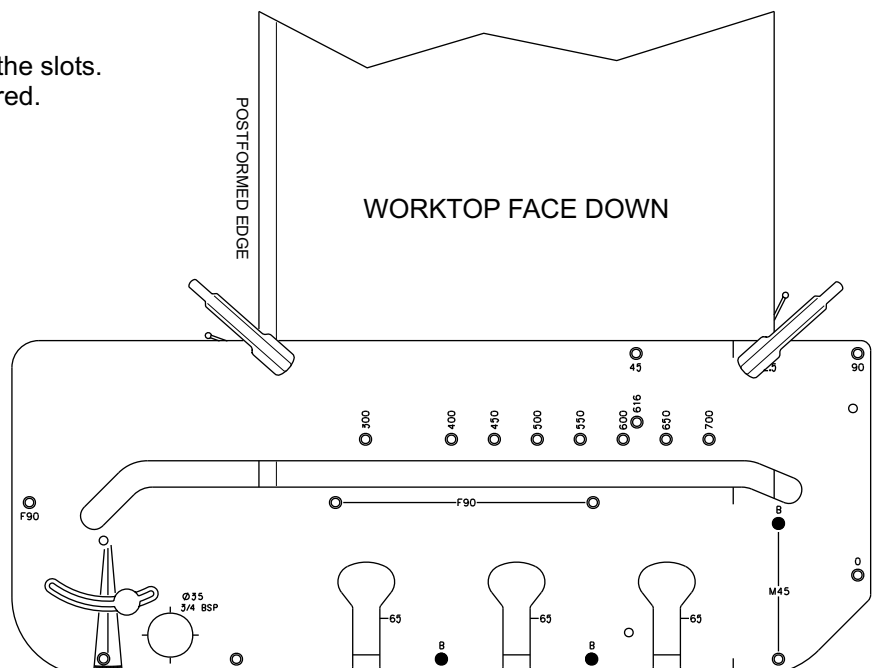 the slots.
red.
POSTFORMED EDGE
WORKTOP FACE DOWN
45
90
300
400
450
500
550
600
616
650
700
F90
F90
B
0
M45
Ø35
3/4 BSP
65
65
65
B
B